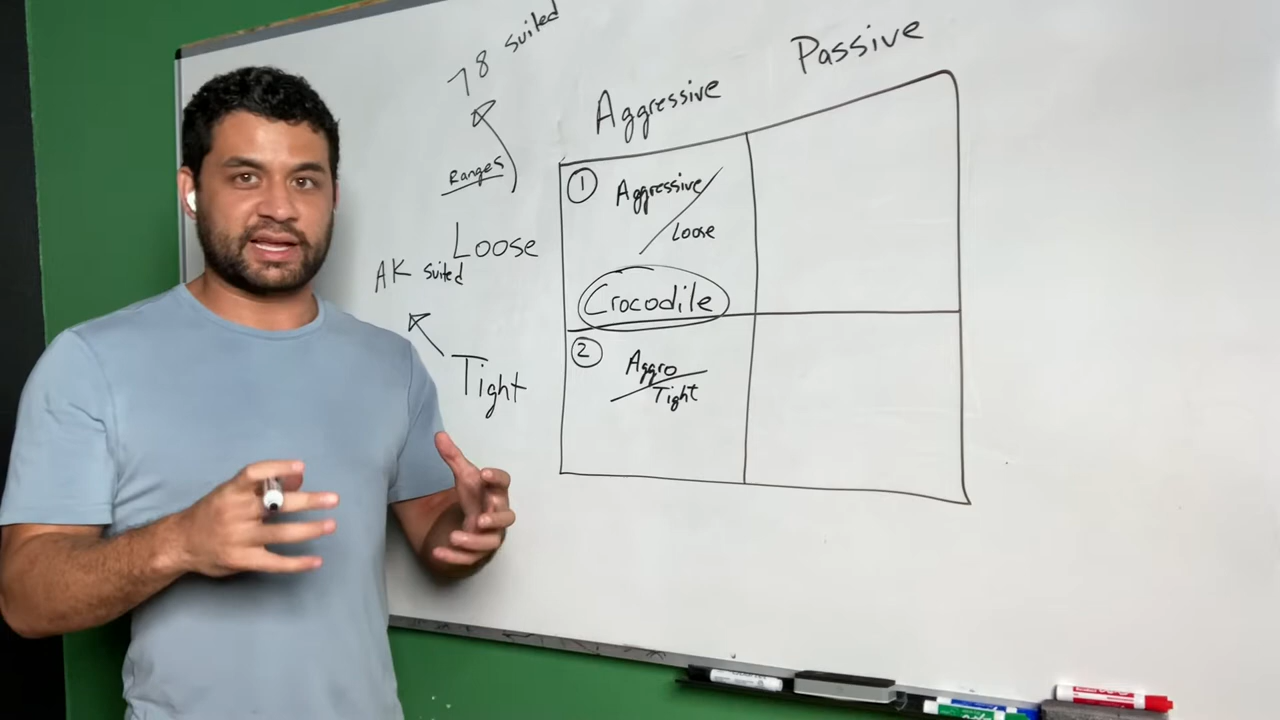 78 suited
Ranges
Loose
AK suited
Tight
Aggressive
Passive
1
Aggressive/
Loose
Crocodile
2
Aggro
Tight